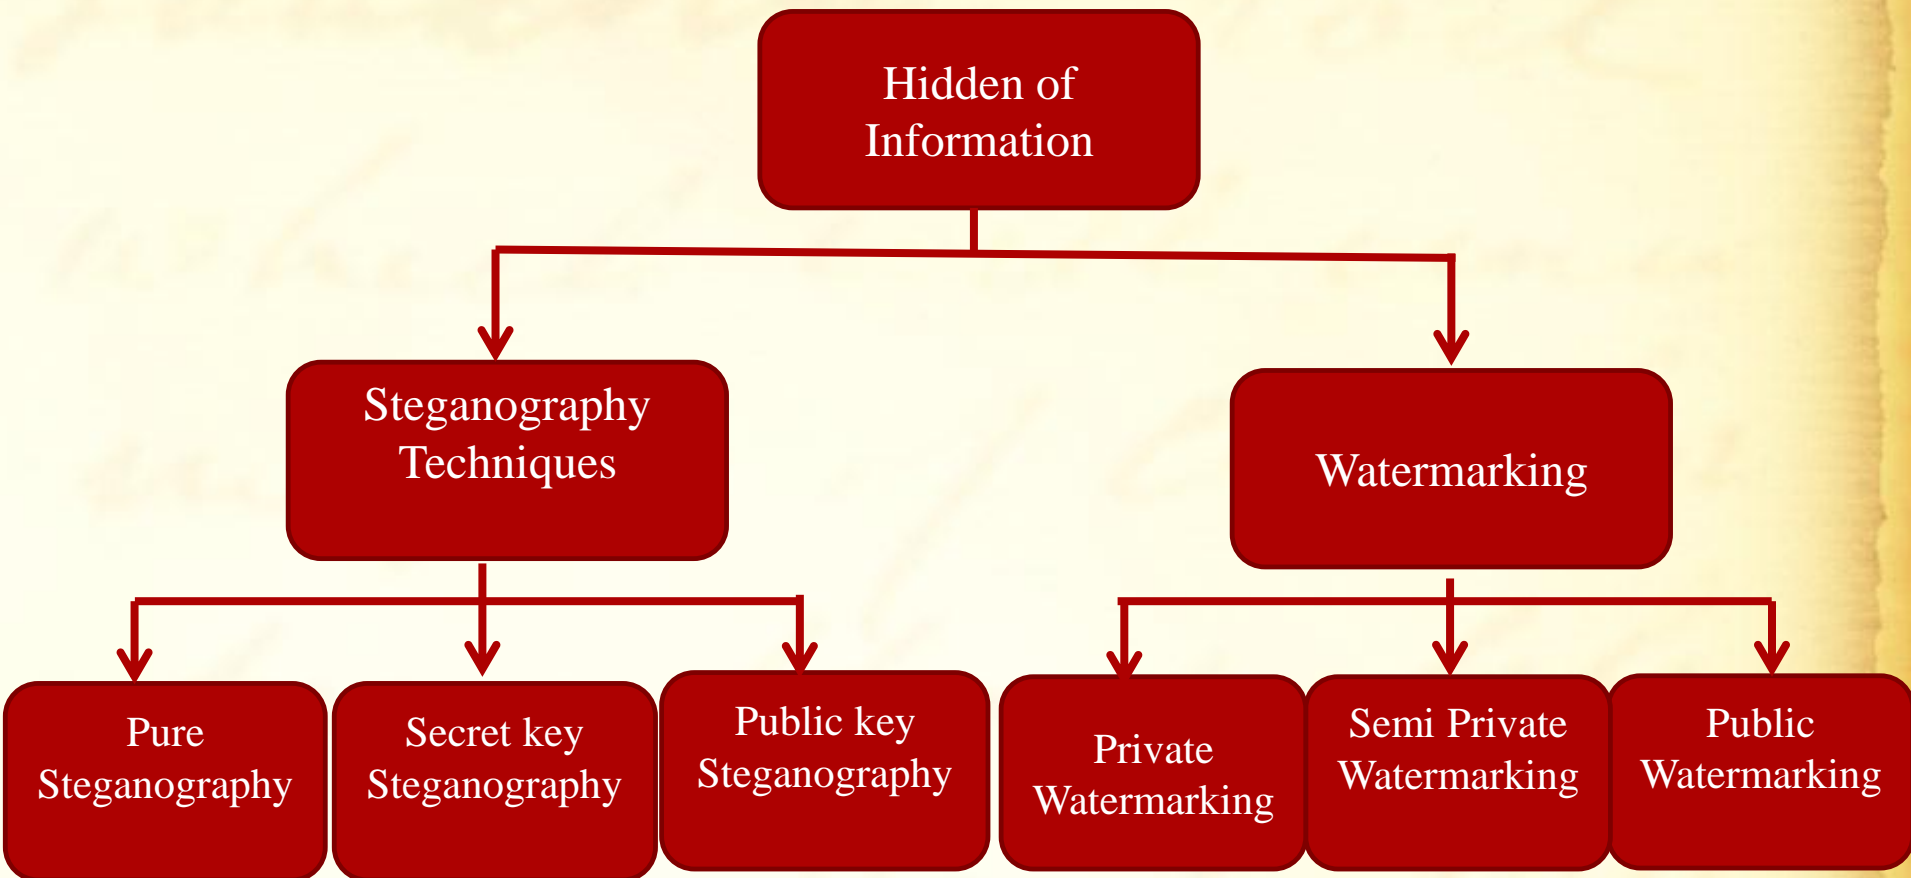 Hidden of
Information
Steganography
Techniques
Watermarking
Pure
Steganography
Secret key
Steganography
Public key
Steganography
Private
Watermarking
Semi Private
Watermarking
Public
Watermarking